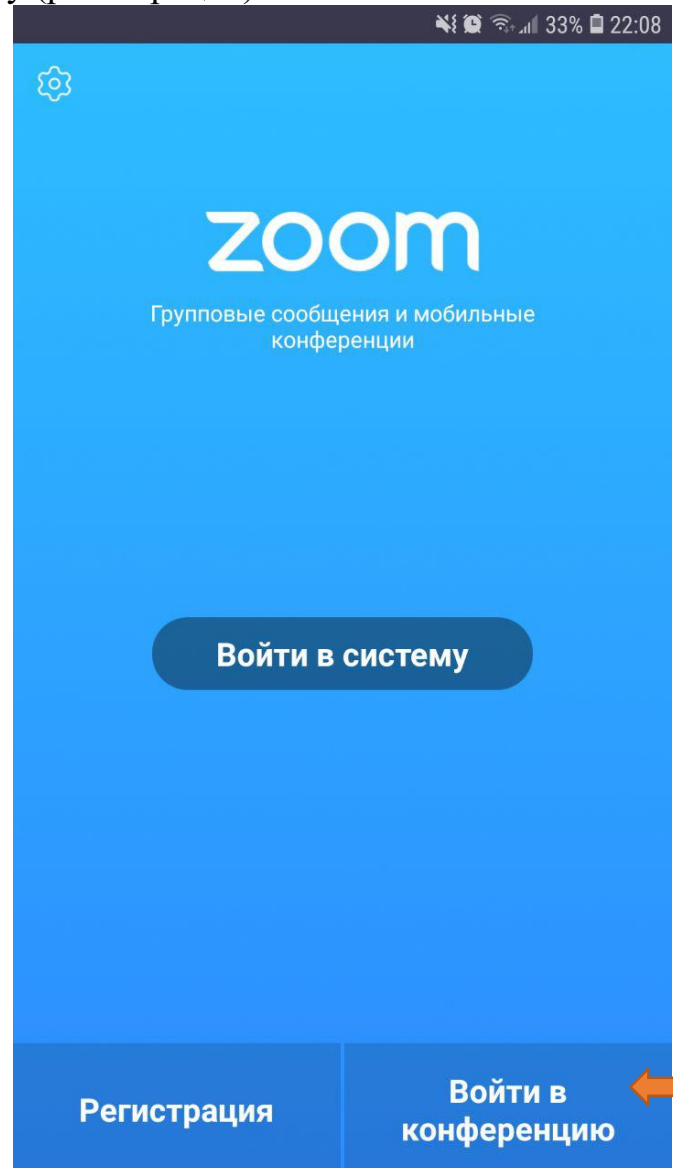 33% 22:08
zoom
Групповые сообщения и мобильные
конференции
Войти в систему
Регистрация
Войти в
конференцию